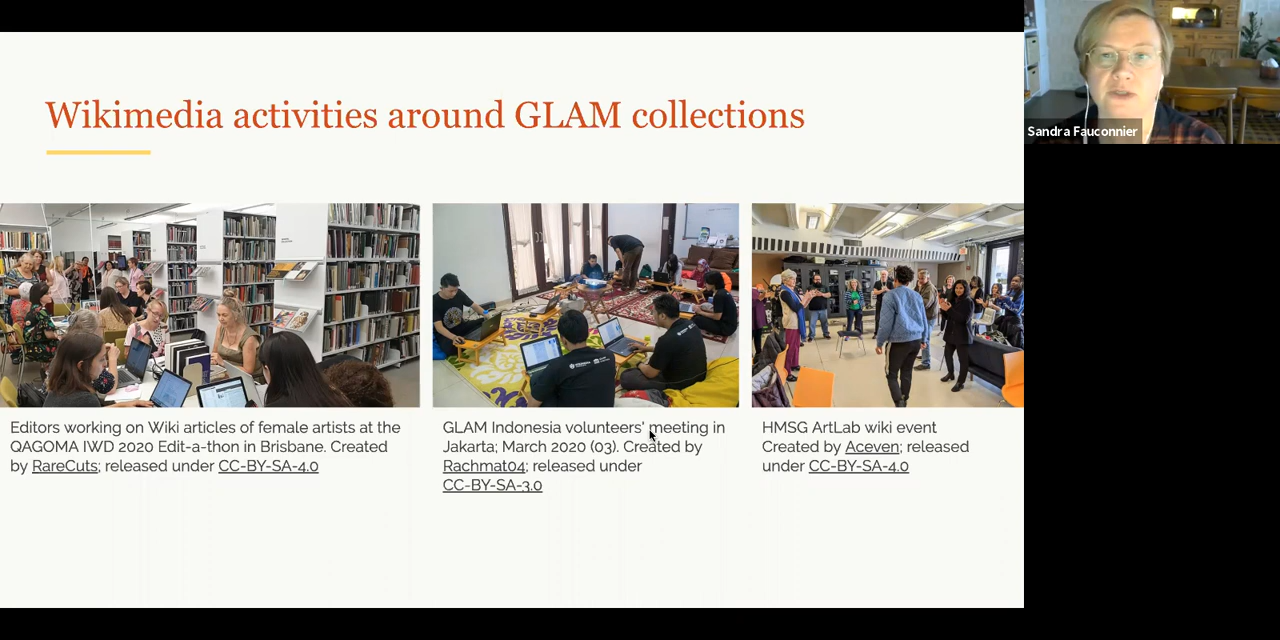 Wikimedia activities around GLAM collections
Sandra Fauconnier
Editors working on Wiki articles of female artists at the
QAGOMA IWD 2020 Edit-a-thon in Brisbane. Created
by RareCuts; released under CC-BY-SA-4.0
GLAM Indonesia volunteers' meeting in
Jakarta; March 2020 (03). Created by
Rachmat04; released under
CC-BY-SA-3.0
HMSG ArtLab wiki event
Created by Aceven; released
under CC-BY-SA-4.0